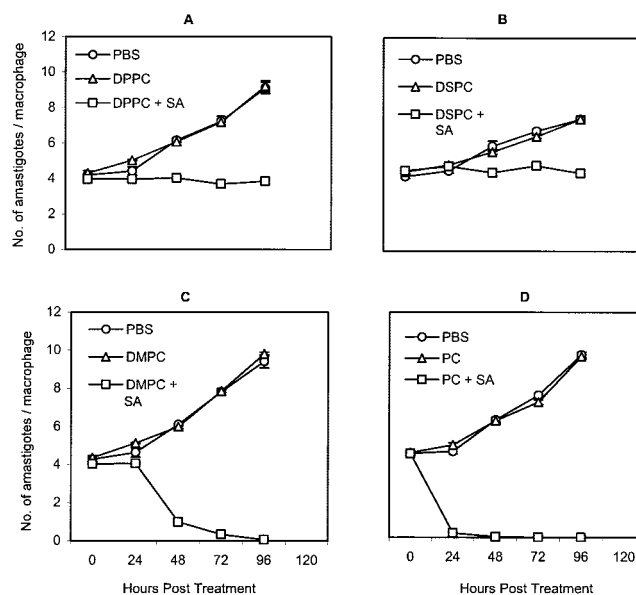 A
No. of amastigotes / macrophage
12
10
8
6
4
2
0
PBS
DPPC
DPPC + SA
B
PBS
DSPC
DSPC +
SA
C
No. of amastigotes / macrophage
12
10
8
6
4
2
0
PBS
DMPC
DMPC +
SA
0 24 48 72 96 120
Hours Post Treatment
D
PBS
PC
PC + SA
0 24 48 72 96 120
Hours Post Treatment